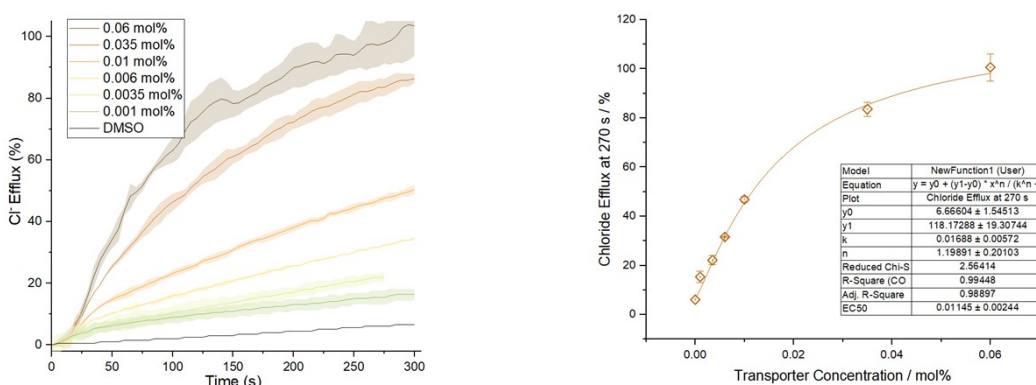 0.06 mol%
0.035 mol%
0.01 mol%
0.006 mol%
0.0035 mol%
0.001 mol%
DMSO
100
80
60
40
20
0
Cl⁻ Efflux (%)
0 50 100 150 200 250 300
Time (s)
120
100
80
60
40
20
0
Chloride Efflux at 270 s / %
Model NewFunction1 (User)
Equation y = y0 + (y1-y0) * x^n / (k^n
Plot Chloride Efflux at 270 s
y0 6.66604 ± 1.54513
y1 118.17288 ± 19.30744
k 0.01688 ± 0.00572
n 1.19891 ± 0.20103
Reduced Chi-S 2.56414
R-Square (CO 0.99448
Adj. R-Square 0.98897
EC50 0.01145 ± 0.00244
0.00 0.02 0.04 0.06
Transporter Concentration / mol%